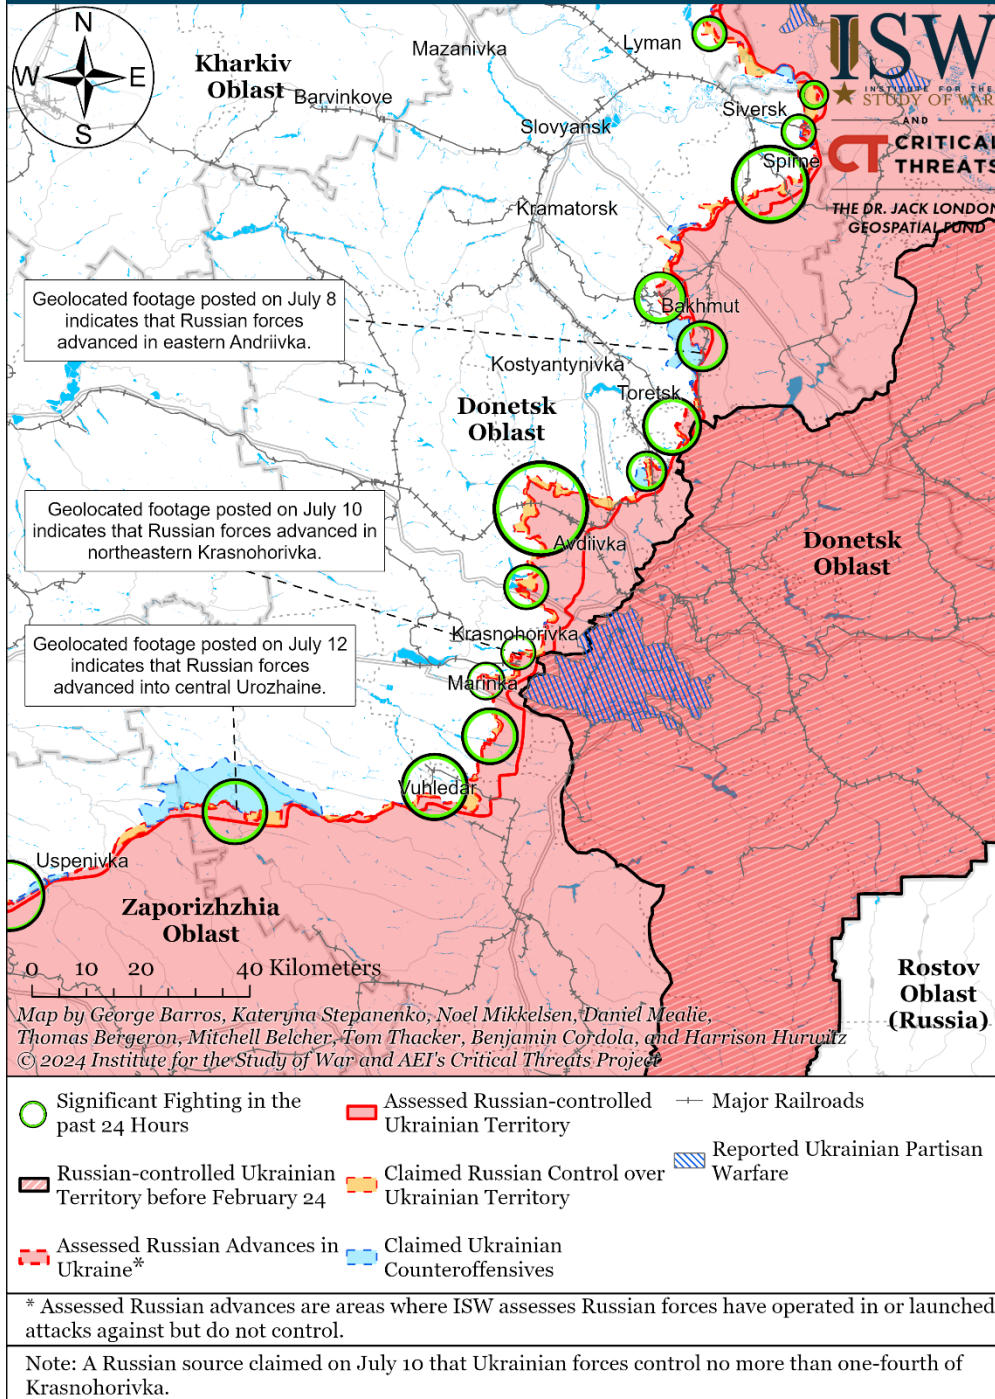 N
W
E
S
Kharkiv
Oblast
Mazanivka
Barvinkove
Lyman
Slovyansk
Siversk
Spirne
Kramatorsk
ISW
INSTITUTE FOR THE
STUDY OF WAR
AND
CT CRITICAL
THREATS
THE DR. JACK LONDON
GEOSPATIAL FUND
Geolocated footage posted on July 8
indicates that Russian forces
advanced in eastern Andriivka.
Bakhmut
Kostyantynivka
Toretsk
Donetsk
Oblast
Geolocated footage posted on July 10
indicates that Russian forces advanced in
northeastern Krasnohorivka.
Avdiivka
Donetsk
Oblast
Krasnohorivka
Marinka
Geolocated footage posted on July 12
indicates that Russian forces
advanced into central Urozhaine.
Vuhledar
Uspenivka
Zaporizhzhia
Oblast
Rostov
Oblast
(Russia)
0 10 20 40 Kilometers
Map by George Barros, Kateryna Stepanenko, Noel Mikkelsen, Daniel Mealie,
Thomas Bergeron, Mitchell Belcher, Tom Thacker, Benjamin Cordola, and Harrison Hurwitz
© 2024 Institute for the Study of War and AEI's Critical Threats Project
Significant Fighting in the
past 24 Hours
Russian-controlled Ukrainian
Territory before February 24
Assessed Russian Advances in
Ukraine*
Assessed Russian-controlled
Ukrainian Territory
Claimed Russian Control over
Ukrainian Territory
Claimed Ukrainian
Counteroffensives
Major Railroads
Reported Ukrainian Partisan
Warfare
* Assessed Russian advances are areas where ISW assesses Russian forces have operated in or launched
attacks against but do not control.
Note: A Russian source claimed on July 10 that Ukrainian forces control no more than one-fourth of
Krasnohorivka.